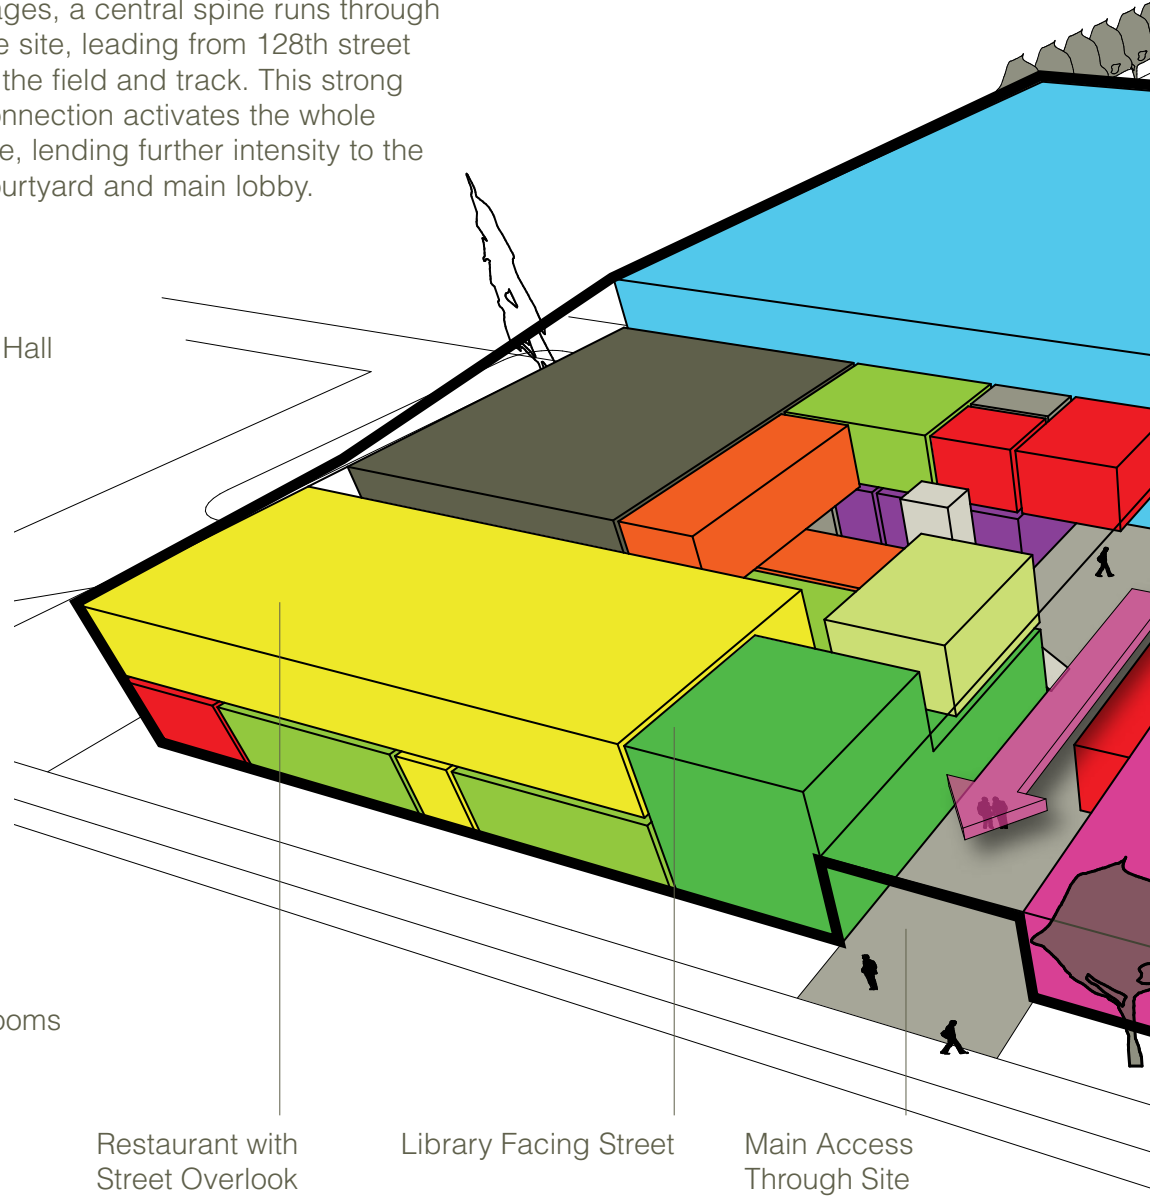 ages, a central spine runs through
e site, leading from 128th street
the field and track. This strong
onnection activates the whole
e, lending further intensity to the
ourtyard and main lobby.
Hall
ooms
Restaurant with
Street Overlook
Library Facing Street
Main Access
Through Site